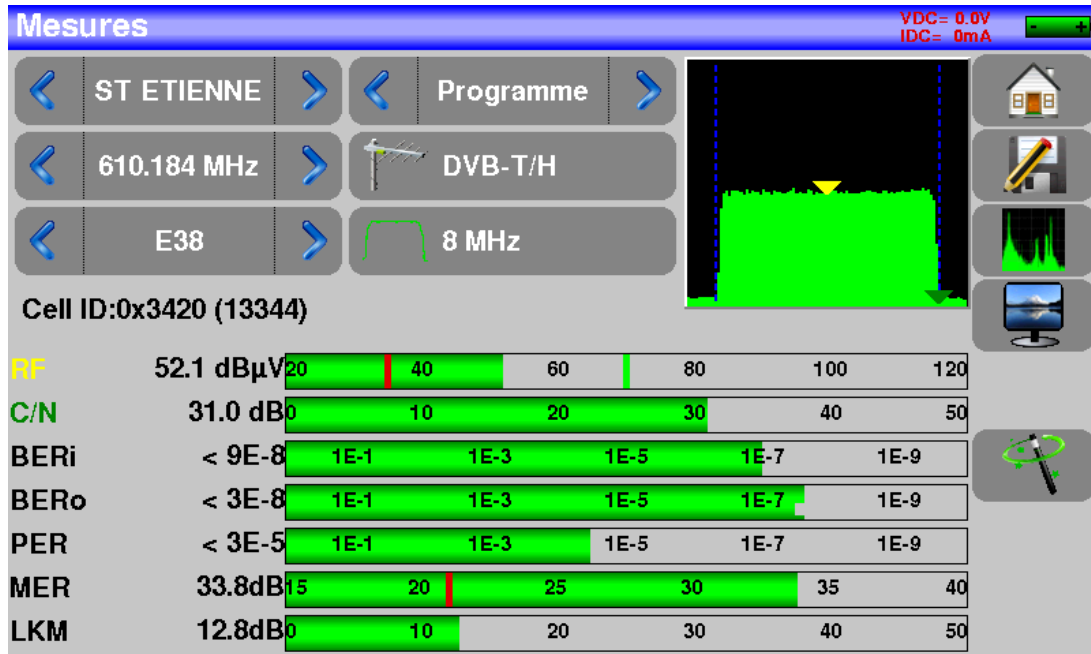 Mesures
VDC= 0.0V
IDC= 0mA
- +
ST ETIENNE
Programme
610.184 MHz
DVB-T/H
E38
8 MHz
Cell ID:0x3420 (13344)
RF 52.1 dBµV 20 40 60 80 100 120
C/N 31.0 dB 0 10 20 30 40 50
BERi < 9E-8 1E-1 1E-3 1E-5 1E-7 1E-9
BERo < 3E-8 1E-1 1E-3 1E-5 1E-7 1E-9
PER < 3E-5 1E-1 1E-3 1E-5 1E-7 1E-9
MER 33.8dB 15 20 25 30 35 40
LKM 12.8dB 0 10 20 30 40 50